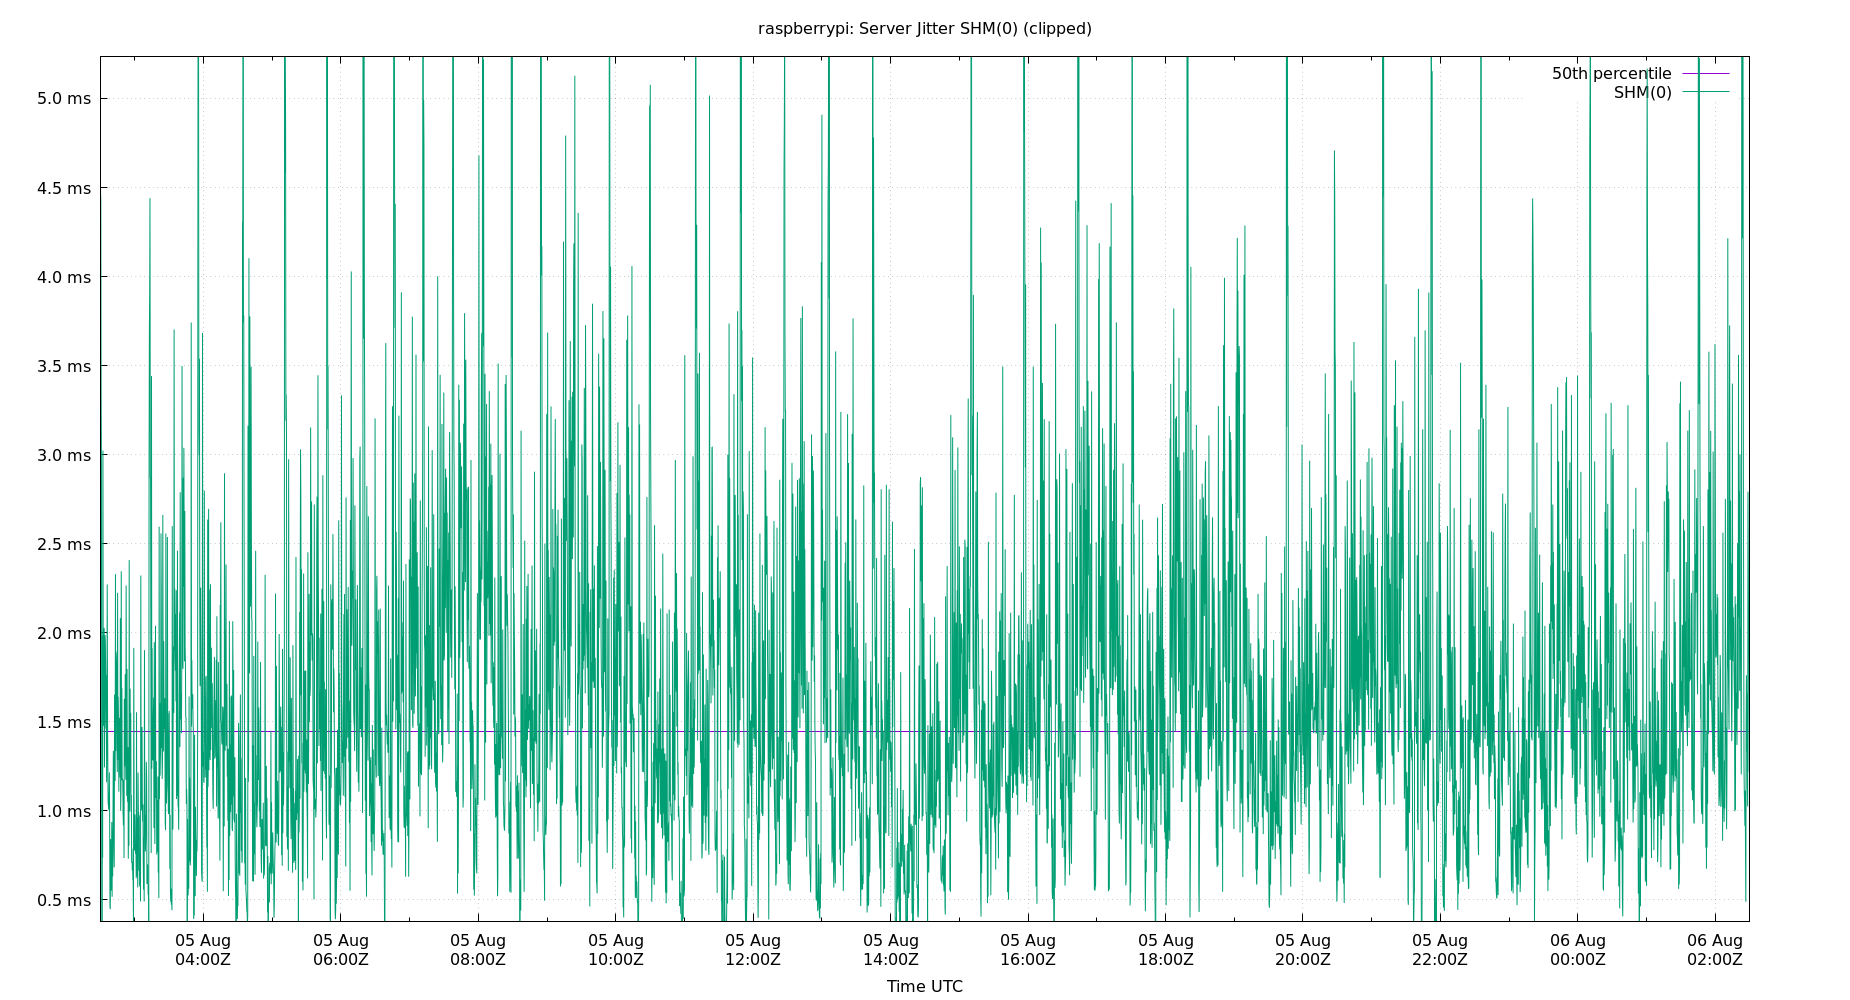 raspberrypi: Server Jitter SHM(0) (clipped)
50th percentile
SHM(0)
5.0 ms
4.5 ms
4.0 ms
3.5 ms
3.0 ms
2.5 ms
2.0 ms
1.5 ms
1.0 ms
0.5 ms
05 Aug 05 Aug 05 Aug 05 Aug 05 Aug 05 Aug 05 Aug 05 Aug 05 Aug 05 Aug 06 Aug 06 Aug
04:00Z 06:00Z 08:00Z 10:00Z 12:00Z 14:00Z 16:00Z 18:00Z 20:00Z 22:00Z 00:00Z 02:00Z
Time UTC